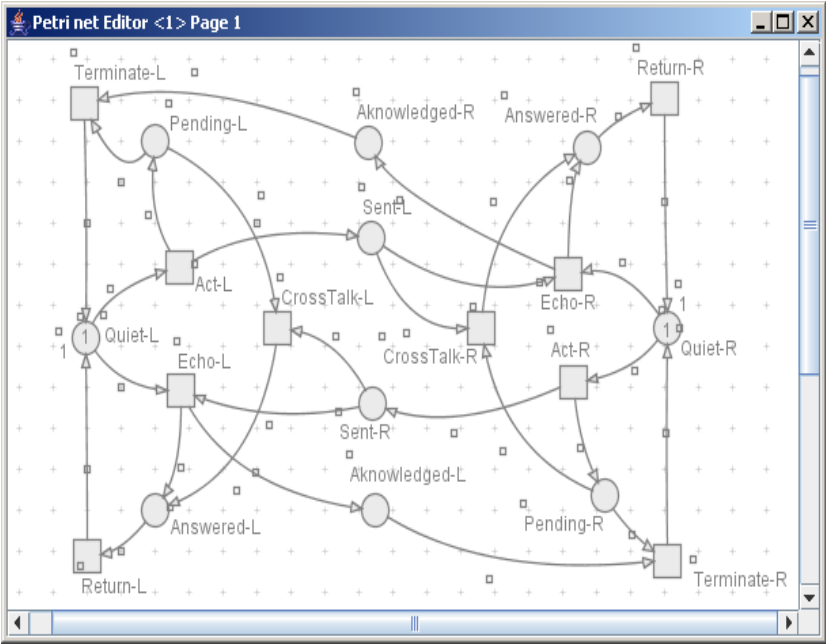 Petri net Editor <1> Page 1
Terminate-L
Return-R
Pending-L
Aknowledged-R
Answered-R
Sent-L
Act-L
CrossTalk-L
Echo-R
1
1
1
1
Quiet-L
Quiet-R
Echo-L
CrossTalk-R
Act-R
Sent-R
Aknowledged-L
Answered-L
Pending-R
Return-L
Terminate-R